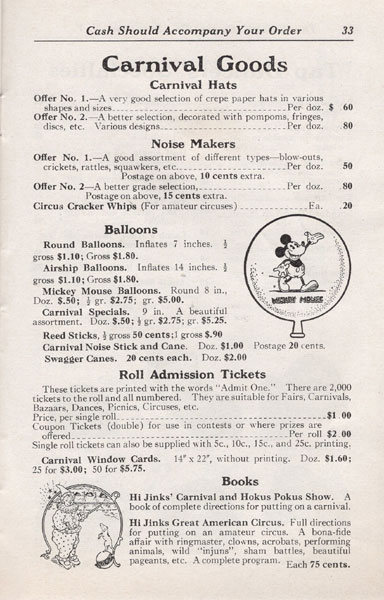 Cash Should Accompany Your Order 33
Carnival Goods
Carnival Hats
Offer No. 1.—A very good selection of crepe paper hats in various
shapes and sizes Per doz. $ 60
Offer No. 2.—A better selection, decorated with pompoms, fringes,
discs, etc. Various designs Per doz. .80
Noise Makers
Offer No. 1.—A good assortment of different types—blow-outs,
crickets, rattles, squawkers, etc. Per doz. 50
Postage on above, 10 cents extra.
Offer No. 2—A better grade selection, Per doz. .80
Postage on above, 15 cents extra.
Circus Cracker Whips (For amateur circuses) Ea. .20
Balloons
Round Balloons. Inflates 7 inches. ½
gross $1.10; Gross $1.80.
Airship Balloons. Inflates 14 inches. ½
gross $1.10; Gross $1.80.
Mickey Mouse Balloons. Round 8 in.,
Doz. $.50; ½ gr. $2.75; gr. $5.00.
Carnival Specials. 9 in. A beautiful
assortment. Doz. $.50; ½ gr. $2.75; gr. $5.25.
Reed Sticks, ½ gross 50 cents; 1 gross $.90
Carnival Noise Stick and Cane. Doz. $1.00 Postage 20 cents.
Swagger Canes. 20 cents each. Doz. $2.00
MICKEY MOUSE
Roll Admission Tickets
These tickets are printed with the words "Admit One." There are 2,000
tickets to the roll and all numbered. They are suitable for Fairs, Carnivals,
Bazaars, Dances, Picnics, Circuses, etc.
Price, per single roll $1.00
Coupon Tickets (double) for use in contests or where prizes are
offered Per roll $2.00
Single roll tickets can also be supplied with 5c., 10c., 15c., and 25c. printing.
Carnival Window Cards. 14" x 22", without printing. Doz. $1.60;
25 for $3.00; 50 for $5.75.
Books
Hi Jinks' Carnival and Hokus Pokus Show. A
book of complete directions for putting on a carnival.
Hi Jinks Great American Circus. Full directions
for putting on an amateur circus. A bona-fide
affair with ringmaster, clowns, acrobats, performing
animals, wild "injuns", sham battles, beautiful
pageants, etc. A complete program. Each 75 cents.